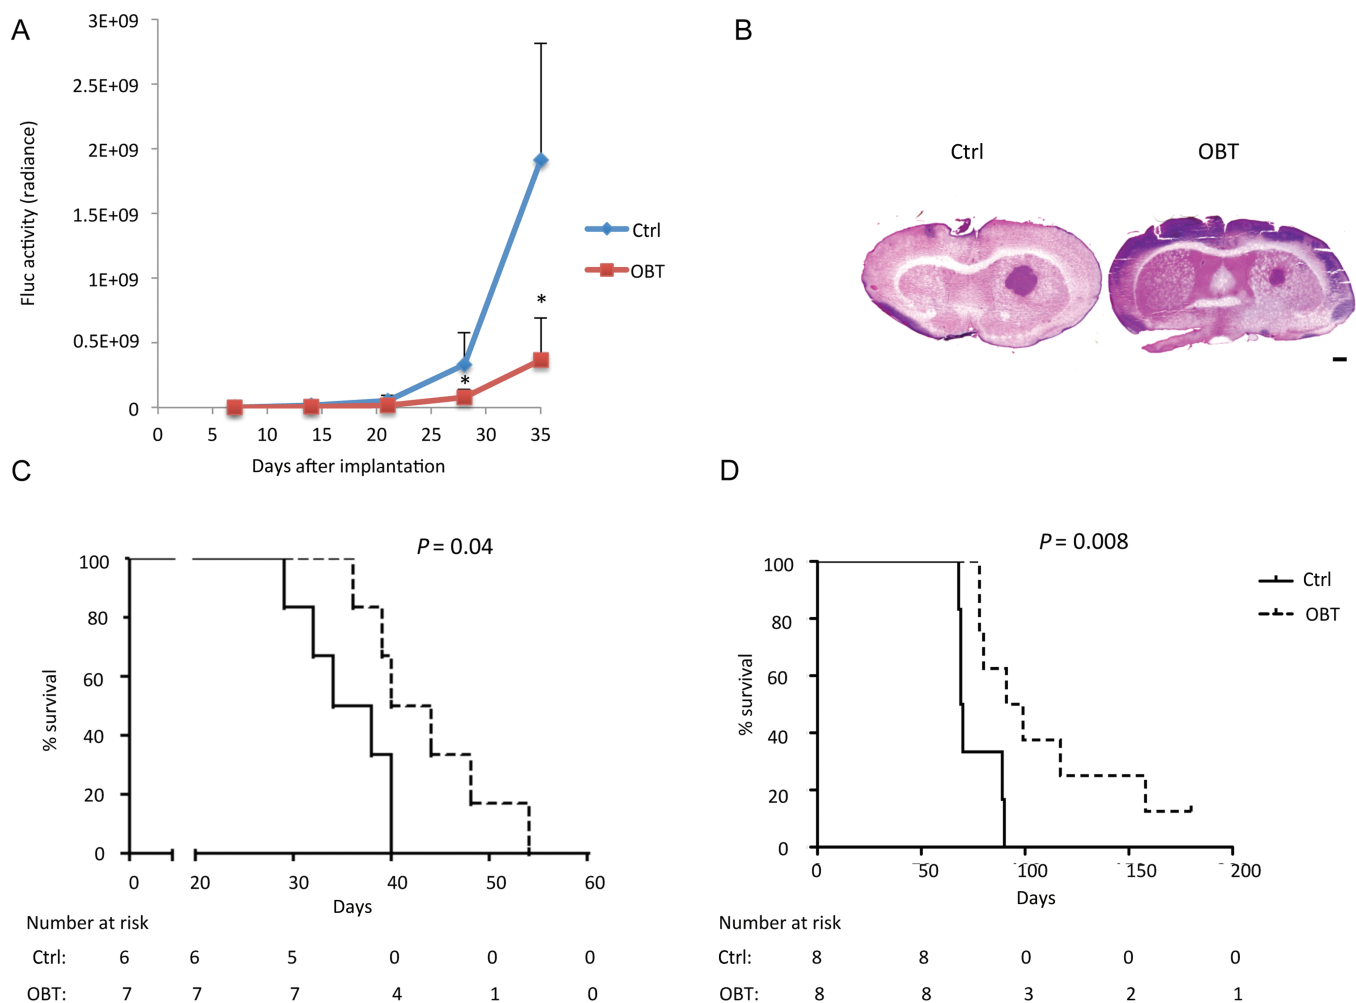 A
3E+09
2.5E+09
2E+09
1.5E+09
1E+09
0.5E+09
0
Fluc activity (radiance)
0 5 10 15 20 25 30 35
Days after implantation
Ctrl
OBT
*
*
B
Ctrl OBT
C
P = 0.04
100
80
60
40
20
0
% survival
0 20 30 40 50 60
Days
Number at risk
Ctrl: 6 6 5 0 0 0
OBT: 7 7 7 4 1 0
D
P = 0.008
100
80
60
40
20
0
% survival
0 50 100 150 200
Days
Ctrl
OBT
Number at risk
Ctrl: 8 8 0 0 0
OBT: 8 8 3 2 1